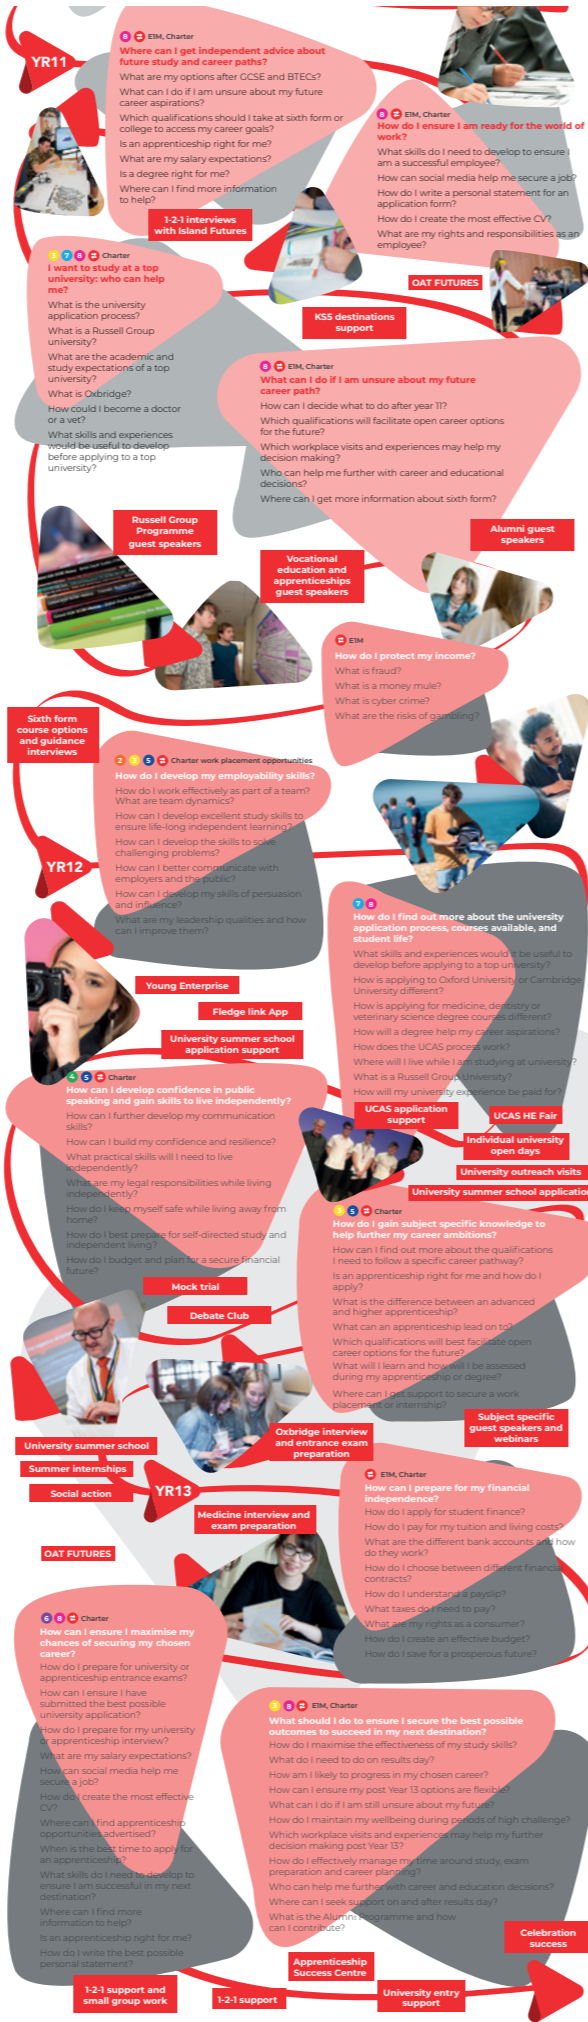 YR11
8 E1M, Charter
Where can I get independent advice about
future study and career paths?
What are my options after GCSE and BTECs?
What can I do if I am unsure about my future
career aspirations?
Which qualifications should I take at sixth form or
college to access my career goals?
Is an apprenticeship right for me?
What are my salary expectations?
Is a degree right for me?
Where can I find more information
to help?
1-2-1 interviews
with Island Futures
8 E1M, Charter
How do I ensure I am ready for the world of
work?
What skills do I need to develop to ensure I
am a successful employee?
How can social media help me secure a job?
How do I write a personal statement for an
application form?
How do I create the most effective CV?
What are my rights and responsibilities as an
employee?
OAT FUTURES
KS5 destinations
support
3 7 8 Charter
I want to study at a top
university: who can help
me?
What is the university
application process?
What is a Russell Group
university?
What are the academic and
study expectations of a top
university?
What is Oxbridge?
How could I become a doctor
or a vet?
What skills and experiences
would be useful to develop
before applying to a top
university?
8 E1M, Charter
What can I do if I am unsure about my future
career path?
How can I decide what to do after year 11?
Which qualifications will facilitate open career options
for the future?
Which workplace visits and experiences may help my
decision making?
Who can help me further with career and educational
decisions?
Where can I get more information about sixth form?
Russell Group
Programme
guest speakers
Vocational
education and
apprenticeships
guest speakers
Alumni guest
speakers
E1M
How do I protect my income?
What is fraud?
What is a money mule?
What is cyber crime?
What are the risks of gambling?
Sixth form
course options
and guidance
interviews
2 3 5 Charter work placement opportunities
How do I develop my employability skills?
How do I work effectively as part of a team?
What are team dynamics?
How can I develop excellent study skills to
ensure life-long independent learning?
How can I develop the skills to solve
challenging problems?
How can I better communicate with
employers and the public?
How can I develop my skills of persuasion
and influence?
What are my leadership qualities and how
can I improve them?
YR12
7 8
How do I find out more about the university
application process, courses available, and
student life?
What skills and experiences would it be useful to
develop before applying to a top university?
How is applying to Oxford University or Cambridge
University different?
How is applying for medicine, dentistry or
veterinary science degree courses different?
How will a degree help my career aspirations?
How does the UCAS process work?
Where will I live while I am studying at university?
What is a Russell Group University?
How will my university experience be paid for?
Young Enterprise
Fledge link App
University summer school
application support
4 5 Charter
How can I develop confidence in public
speaking and gain skills to live independently?
How can I further develop my communication
skills?
How can I build my confidence and resilience?
What practical skills will I need to live
independently?
What are my legal responsibilities while living
independently?
How do I keep myself safe while living away from
home?
How do I best prepare for self-directed study and
independent living?
How do I budget and plan for a secure financial
future?
UCAS application
support
UCAS HE Fair
Individual university
open days
University outreach visits
University summer school application
3 5 Charter
How do I gain subject specific knowledge to
help further my career ambitions?
How can I find out more about the qualifications
I need to follow a specific career pathway?
Is an apprenticeship right for me and how do I
apply?
What is the difference between an advanced
and higher apprenticeship?
What can an apprenticeship lead on to?
Which qualifications will best facilitate open
career options for the future?
What will I learn and how will I be assessed
during my apprenticeship or degree?
Where can I get support to secure a work
placement or internship?
Mock trial
Debate Club
Subject specific
guest speakers and
webinars
Oxbridge interview
and entrance exam
preparation
University summer school
Summer internships
Social action
YR13
Medicine interview and
exam preparation
OAT FUTURES
E1M, Charter
How can I prepare for my financial
independence?
How do I apply for student finance?
How do I pay for my tuition and living costs?
What are the different bank accounts and how
do they work?
How do I choose between different financial
contracts?
How do I understand a payslip?
What taxes do I need to pay?
What are my rights as a consumer?
How do I create an effective budget?
How do I save for a prosperous future?
6 8 Charter
How can I ensure I maximise my
chances of securing my chosen
career?
How do I prepare for university or
apprenticeship entrance exams?
How can I ensure I have
submitted the best possible
university application?
How do I prepare for my university
or apprenticeship interview?
What are my salary expectations?
How can social media help me
secure a job?
How do I create the most effective
CV?
Where can I find apprenticeship
opportunities advertised?
When is the best time to apply for
an apprenticeship?
What skills do I need to develop to
ensure I am successful in my next
destination?
Where can I find more
information to help?
Is an apprenticeship right for me?
How do I write the best possible
personal statement?
3 8 E1M, Charter
What should I do to ensure I secure the best possible
outcomes to succeed in my next destination?
How do I maximise the effectiveness of my study skills?
What do I need to do on results day?
How am I likely to progress in my chosen career?
How can I ensure my post Year 13 options are flexible?
What can I do if I am still unsure about my future?
How do I maintain my wellbeing during periods of high challenge?
Which workplace visits and experiences may help my further
decision making post Year 13?
How do I effectively manage my time around study, exam
preparation and career planning?
Who can help me further with career and education decisions?
Where can I seek support on and after results day?
What is the Alumni Programme and how
can I contribute?
Celebration
success
Apprenticeship
Success Centre
1-2-1 support and
small group work
1-2-1 support
University entry
support